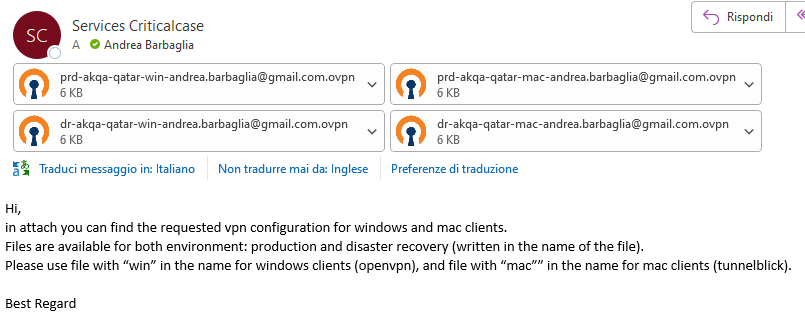 Rispondi
SC
Services Criticalcase
A Andrea Barbaglia
prd-akqa-qatar-win-andrea.barbaglia@gmail.com.ovpn
6 KB
prd-akqa-qatar-mac-andrea.barbaglia@gmail.com.ovpn
6 KB
dr-akqa-qatar-win-andrea.barbaglia@gmail.com.ovpn
6 KB
dr-akqa-qatar-mac-andrea.barbaglia@gmail.com.ovpn
6 KB
Traduci messaggio in: Italiano
Non tradurre mai da: Inglese
Preferenze di traduzione
Hi,
in attach you can find the requested vpn configuration for windows and mac clients.
Files are available for both environment: production and disaster recovery (written in the name of the file).
Please use file with “win” in the name for windows clients (openvpn), and file with “mac”” in the name for mac clients (tunnelblick).
Best Regard